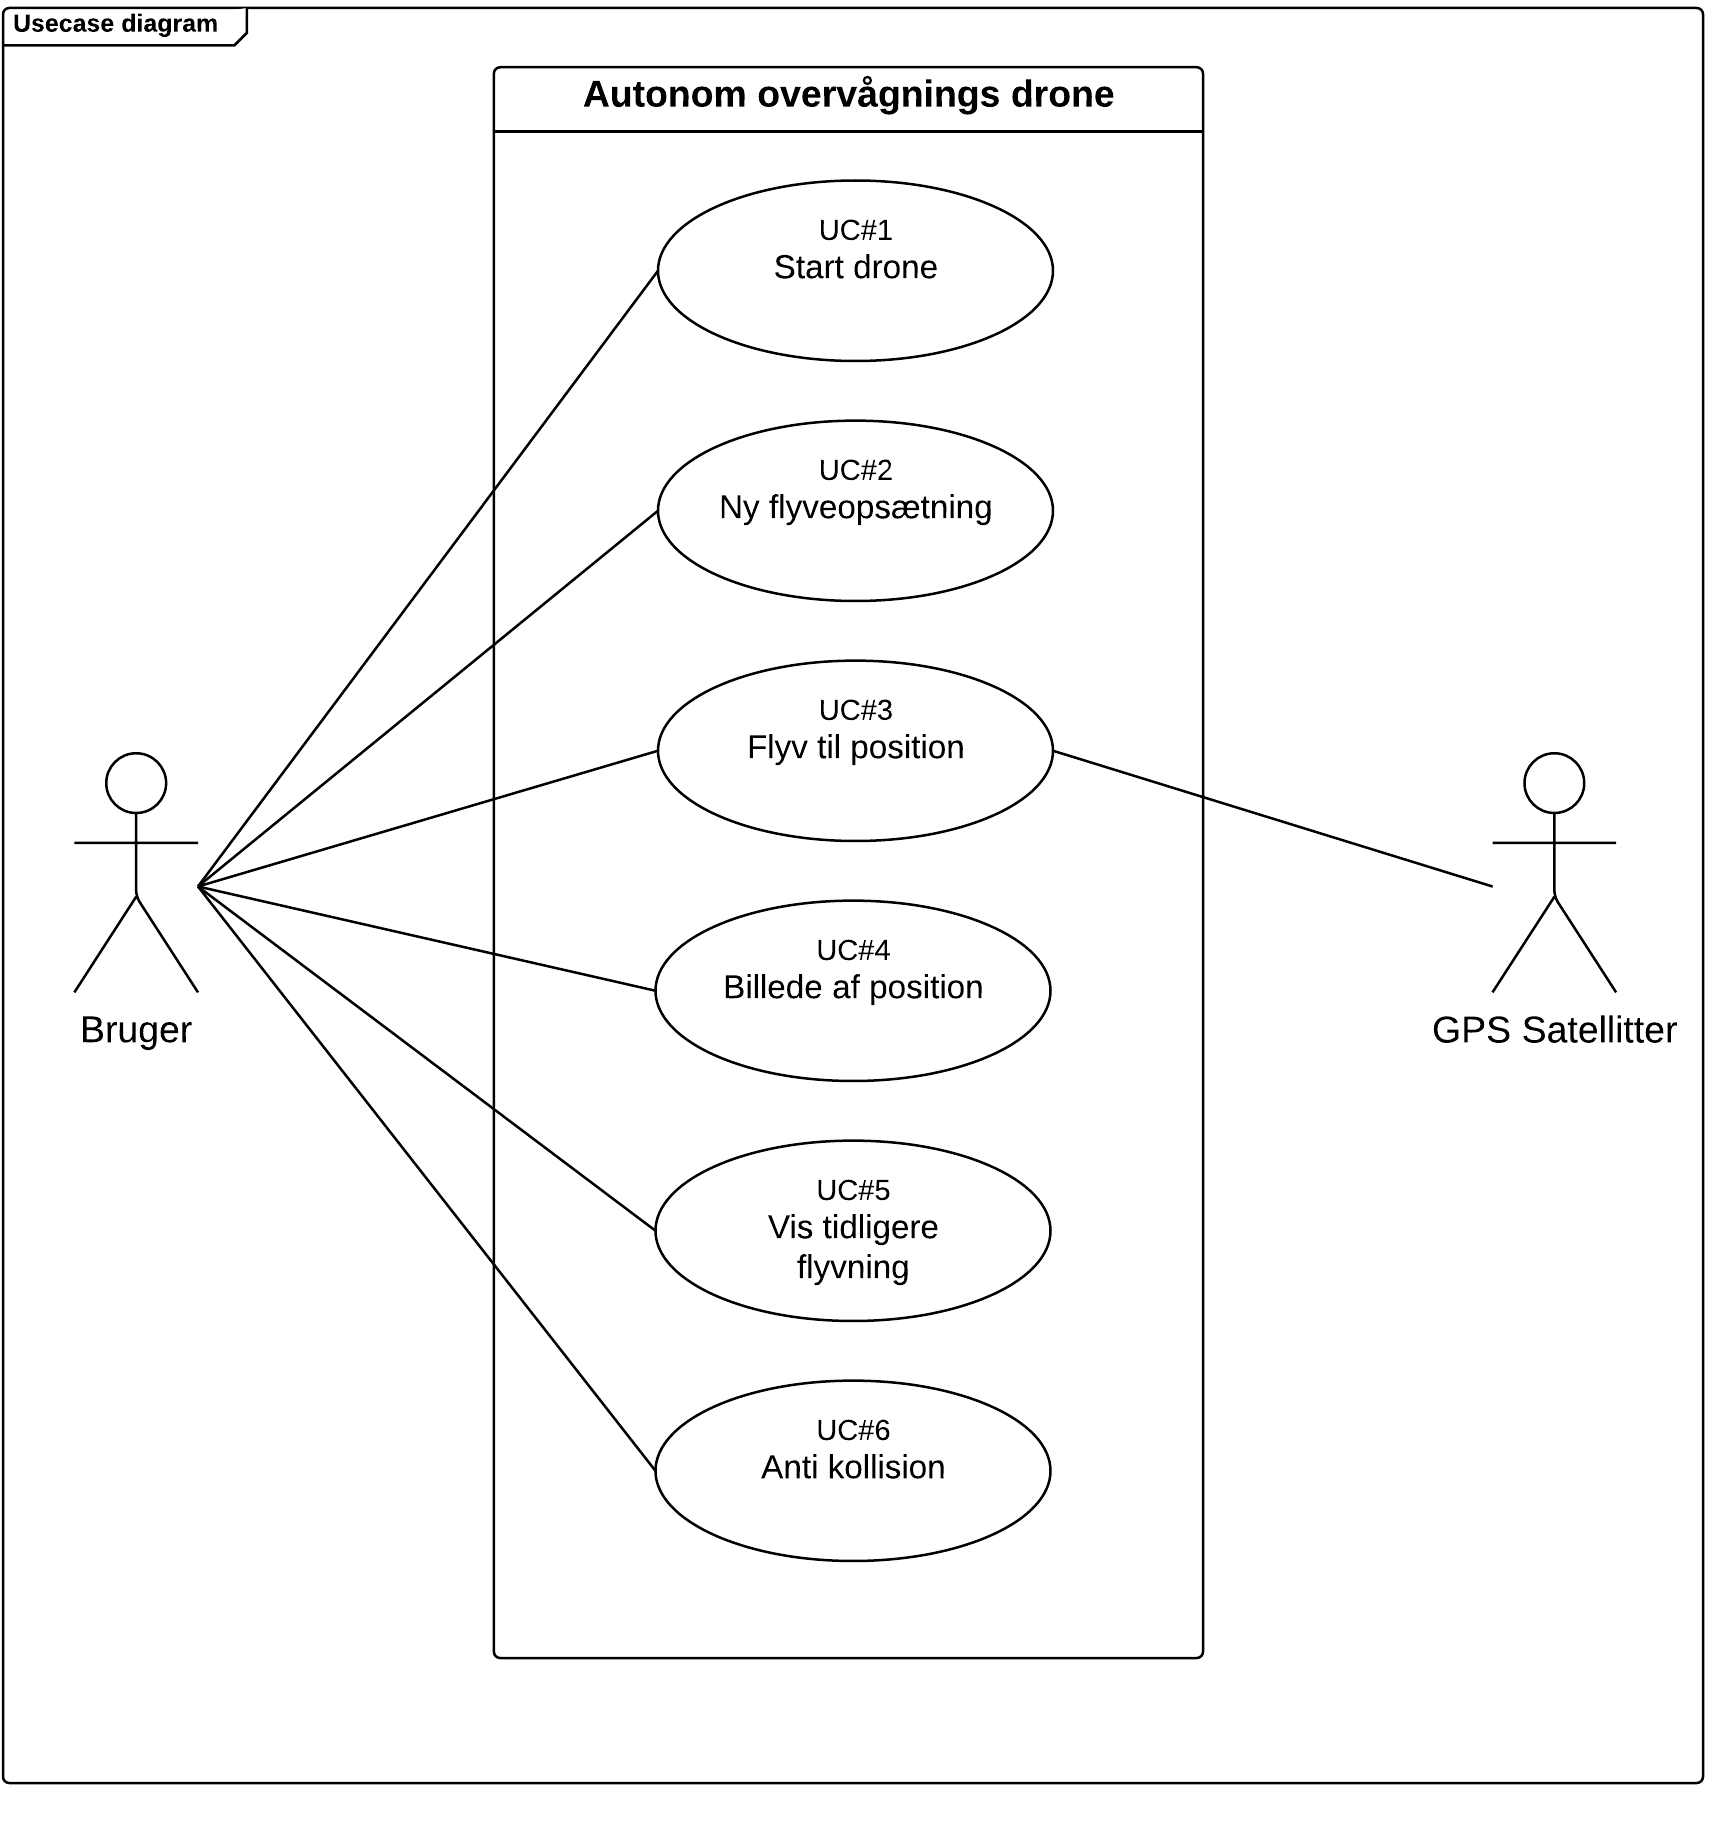 Usecase diagram
Autonom overvågnings drone
UC#1
Start drone
UC#2
Ny flyveopsætning
UC#3
Flyv til position
UC#4
Billede af position
Bruger
GPS Satellitter
UC#5
Vis tidligere
flyvning
UC#6
Anti kollision